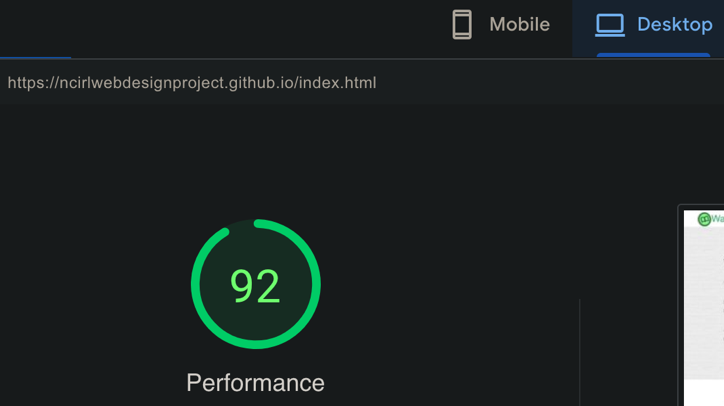 Mobile
Desktop
https://ncirlwebdesignproject.github.io/index.html
92
Performance